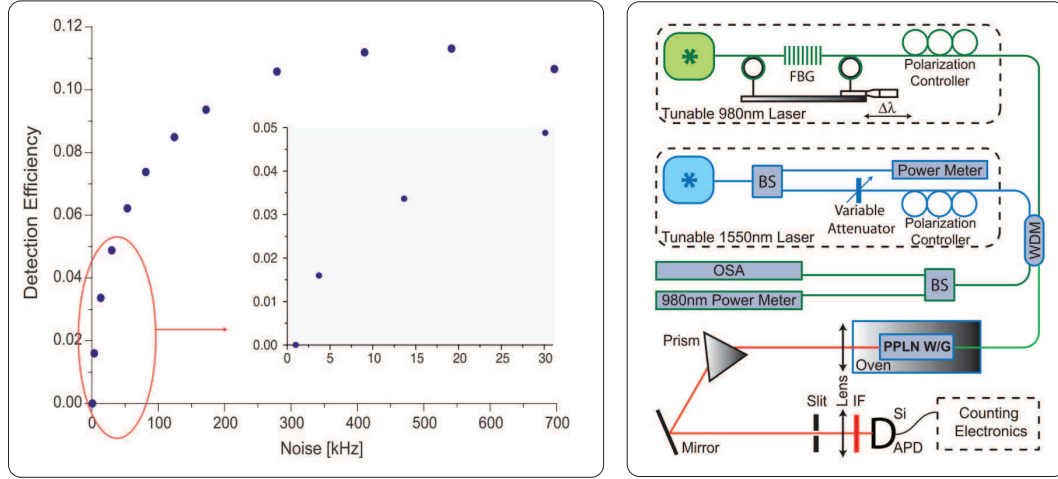 0.12
0.10
0.08
0.06
0.04
0.02
0.00
Detection Efficiency
0 100 200 300 400 500 600 700
Noise [kHz]
0.05
0.04
0.03
0.02
0.01
0.00
0 5 10 15 20 25 30
*
FBG
Polarization
Controller
Δλ
Tunable 980nm Laser
*
BS
Power Meter
Variable
Attenuator
Polarization
Controller
Tunable 1550nm Laser
WDM
OSA
BS
980nm Power Meter
Prism
PPLN W/G
Oven
Lens
Slit
IF
Si
APD
Mirror
Counting
Electronics